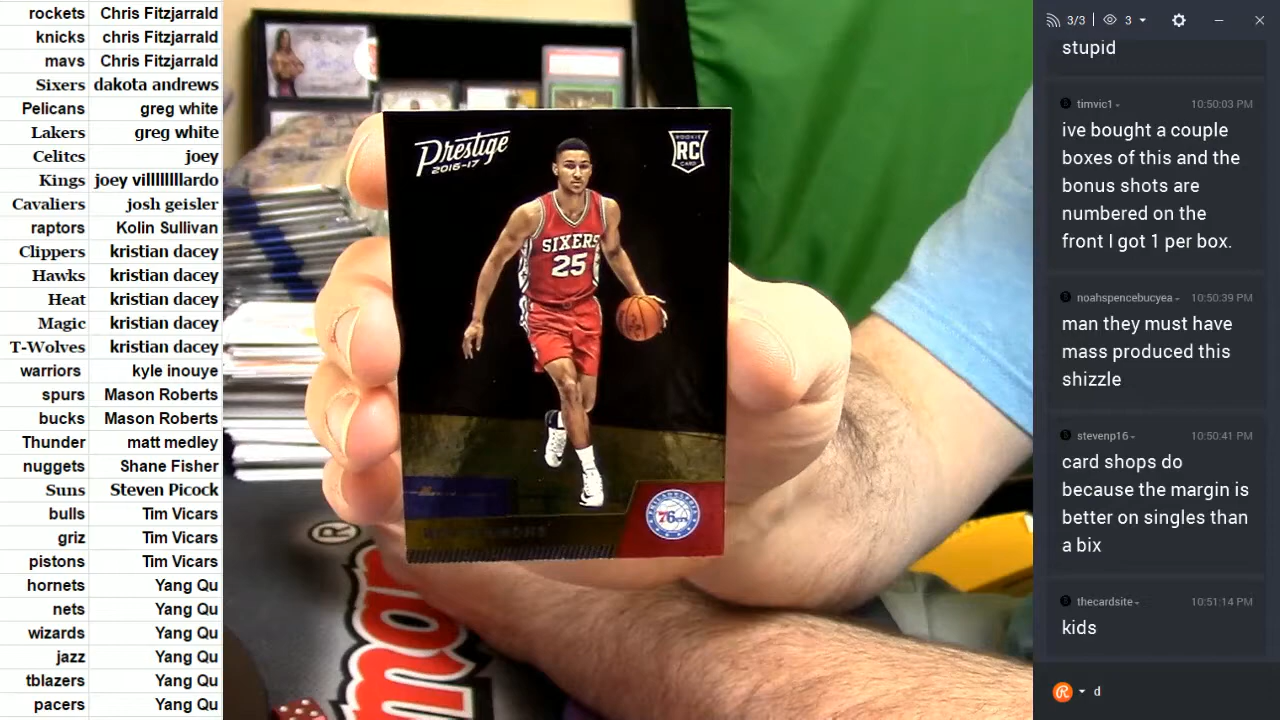 rockets Chris Fitzjarrald
knicks chris Fitzjarrald
mavs Chris Fitzjarrald
Sixers dakota andrews
Pelicans greg white
Lakers greg white
Celitcs joey
Kings joey villlllllllardo
Cavaliers josh geisler
raptors Kolin Sullivan
Clippers kristian dacey
Hawks kristian dacey
Heat kristian dacey
Magic kristian dacey
T-Wolves kristian dacey
warriors kyle inouye
spurs Mason Roberts
bucks Mason Roberts
Thunder matt medley
nuggets Shane Fisher
Suns Steven Picock
bulls Tim Vicars
griz Tim Vicars
pistons Tim Vicars
hornets Yang Qu
nets Yang Qu
wizards Yang Qu
jazz Yang Qu
tblazers Yang Qu
pacers Yang Qu
Prestige
2016-17
ROOKIE
RC
CARD
SIXERS
25
PHILADELPHIA
76ers
®
3/3 3
stupid
timvic1 10:50:03 PM
ive bought a couple
boxes of this and the
bonus shots are
numbered on the
front I got 1 per box.
noahspencebucyea 10:50:39 PM
man they must have
mass produced this
shizzle
stevenp16 10:50:41 PM
card shops do
because the margin is
better on singles than
a bix
thecardsite 10:51:14 PM
kids
d